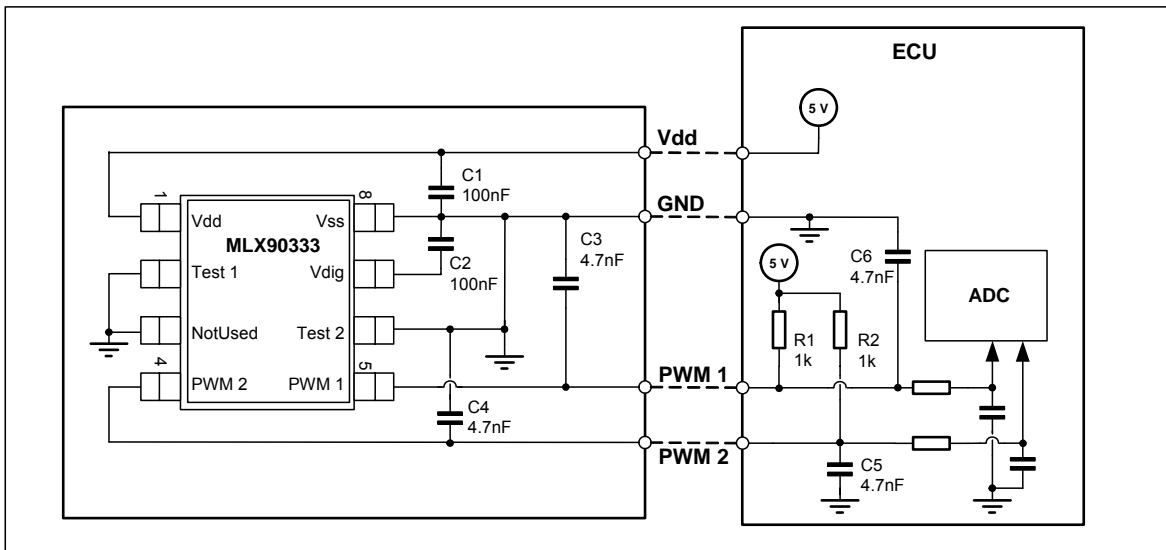 ECU
5 V
Vdd
C1
100nF
1
8
GND
Vdd
Vss
MLX90333
C3
4.7nF
C6
4.7nF
5 V
Test 1
Vdig
C2
100nF
ADC
NotUsed
Test 2
R1
1k
R2
1k
4
5
PWM 2
PWM 1
PWM 1
C4
4.7nF
PWM 2
C5
4.7nF